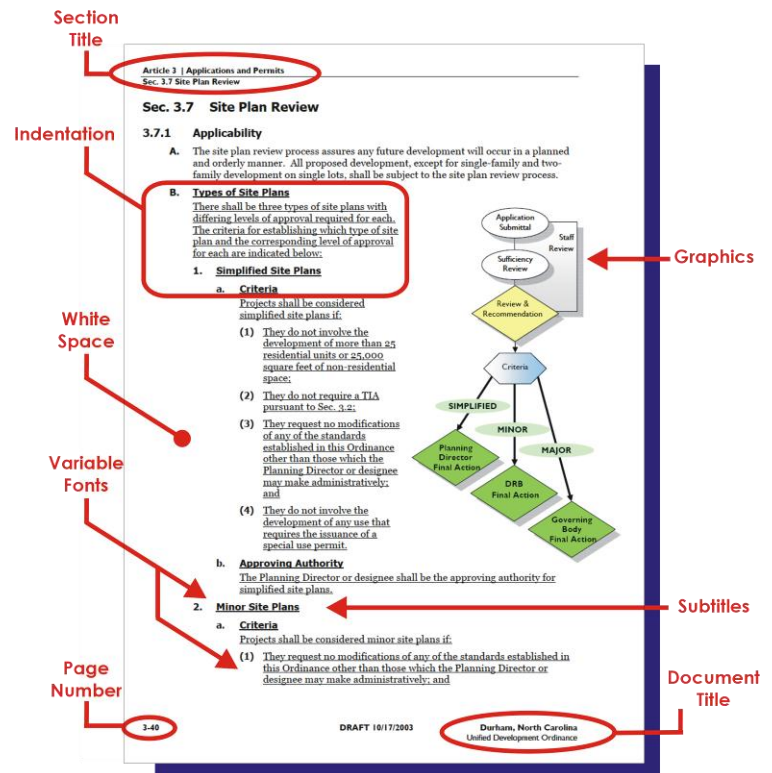 Section
Title
Article 3 | Applications and Permits
Sec. 3.7 Site Plan Review
Sec. 3.7 Site Plan Review
Indentation
3.7.1 Applicability
A. The site plan review process assures any future development will occur in a planned
and orderly manner. All proposed development, except for single-family and two-
family development on single lots, shall be subject to the site plan review process.
B. Types of Site Plans
There shall be three types of site plans with
differing levels of approval required for each.
The criteria for establishing which type of site
plan and the corresponding level of approval
for each are indicated below:
1. Simplified Site Plans
a. Criteria
Projects shall be considered
simplified site plans if:
(1) They do not involve the
development of more than 25
residential units or 25,000
square feet of non-residential
space;
(2) They do not require a TIA
pursuant to Sec. 3.2;
(3) They request no modifications
of any of the standards
established in this Ordinance
other than those which the
Planning Director or designee
may make administratively;
and
(4) They do not involve the
development of any use that
requires the issuance of a
special use permit.
Application
Submittal
Staff
Review
Sufficiency
Review
Review &
Recommendation
Criteria
SIMPLIFIED
MINOR
MAJOR
Planning
Director
Final Action
DRB
Final Action
Governing
Body
Final Action
Graphics
White
Space
Variable
Fonts
b. Approving Authority
The Planning Director or designee shall be the approving authority for
simplified site plans.
2. Minor Site Plans
Subtitles
a. Criteria
Projects shall be considered minor site plans if:
(1) They request no modifications of any of the standards established in
this Ordinance other than those which the Planning Director or
designee may make administratively; and
Page
Number
Document
Title
3-40
DRAFT 10/17/2003
Durham, North Carolina
Unified Development Ordinance